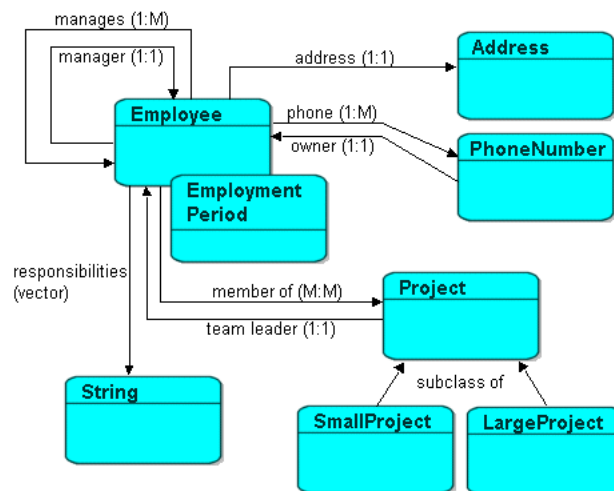 manages (1:M)
manager (1:1)
address (1:1)
Address
Employee
phone (1:M)
owner (1:1)
PhoneNumber
Employment
Period
responsibilities
(vector)
member of (M:M)
team leader (1:1)
Project
String
subclass of
SmallProject
LargeProject